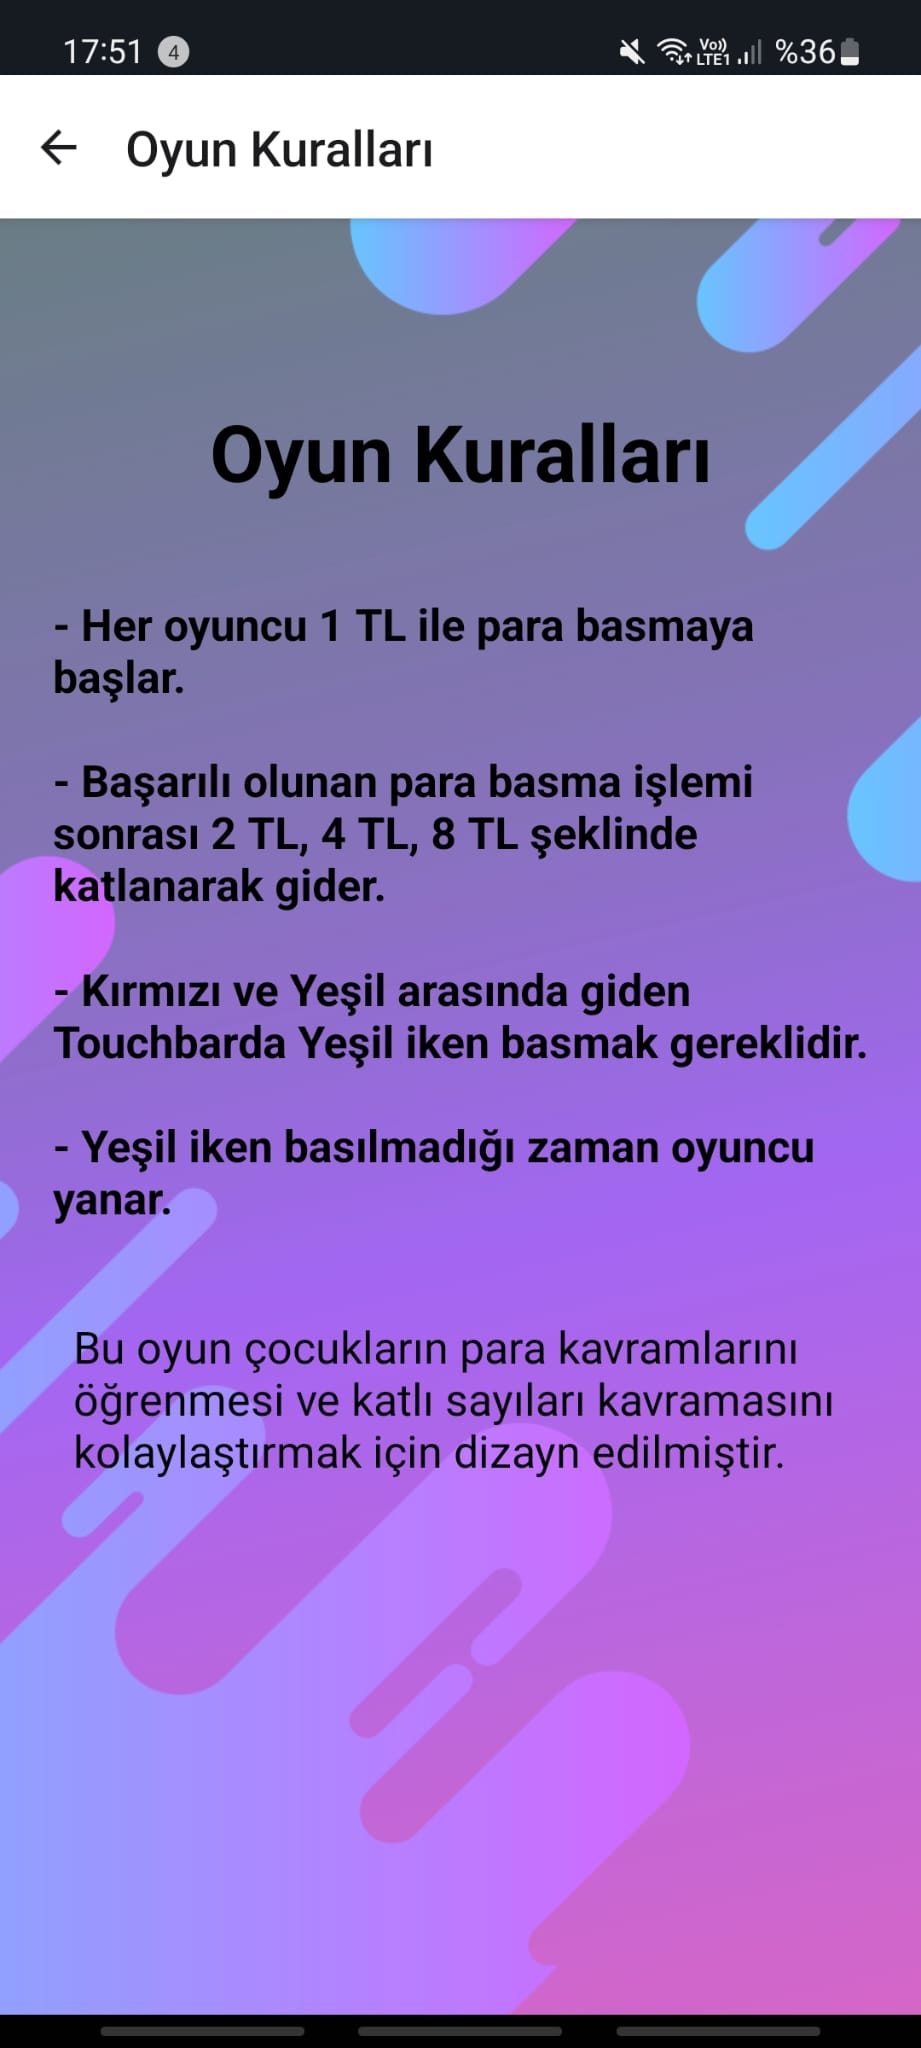 17:51 4 Vo)) LTE1 %36
Oyun Kuralları
Oyun Kuralları
- Her oyuncu 1 TL ile para basmaya
başlar.
- Başarılı olunan para basma işlemi
sonrası 2 TL, 4 TL, 8 TL şeklinde
katlanarak gider.
- Kırmızı ve Yeşil arasında giden
Touchbarda Yeşil iken basmak gereklidir.
- Yeşil iken basılmadığı zaman oyuncu
yanar.
Bu oyun çocukların para kavramlarını
öğrenmesi ve katlı sayıları kavramasını
kolaylaştırmak için dizayn edilmiştir.